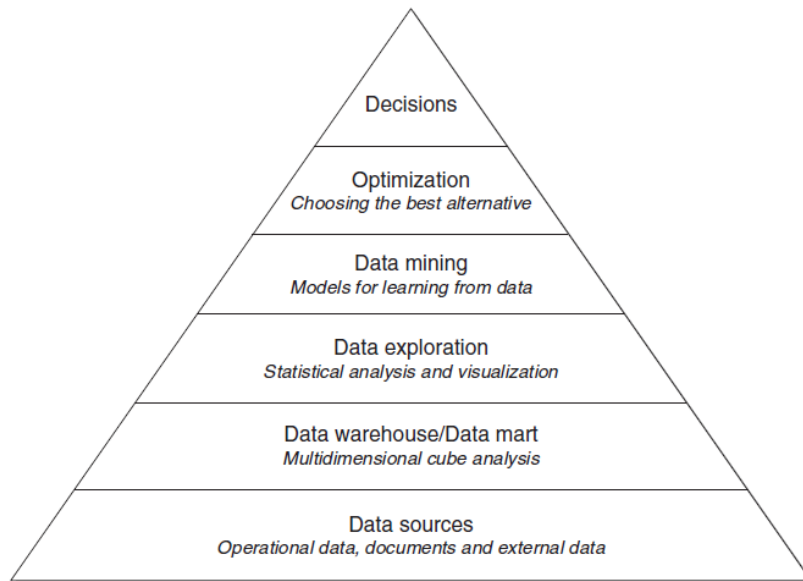 Decisions
Optimization
Choosing the best alternative
Data mining
Models for learning from data
Data exploration
Statistical analysis and visualization
Data warehouse/Data mart
Multidimensional cube analysis
Data sources
Operational data, documents and external data